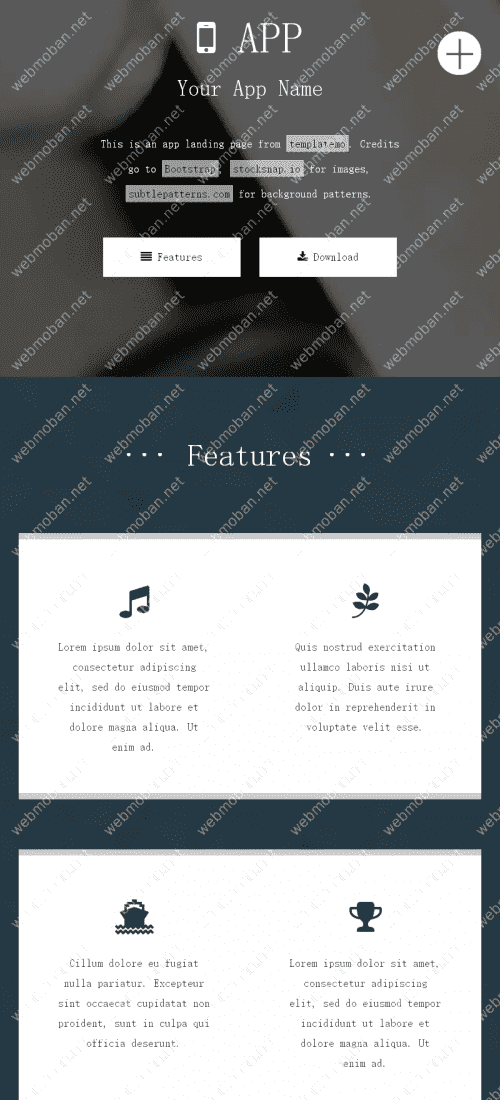 APP
Your App Name
This is an app landing page from templatemo. Credits
go to Bootstrap, stocksnap.io for images,
subtlepatterns.com for background patterns.
Features Download
··· Features ···
Lorem ipsum dolor sit amet,
consectetur adipiscing
elit, sed do eiusmod tempor
incididunt ut labore et
dolore magna aliqua. Ut
enim ad.
Quis nostrud exercitation
ullamco laboris nisi ut
aliquip. Duis aute irure
dolor in reprehenderit in
voluptate velit esse.
Cillum dolore eu fugiat
nulla pariatur. Excepteur
sint occaecat cupidatat non
proident, sunt in culpa qui
officia deserunt.
Lorem ipsum dolor sit amet,
consectetur adipiscing
elit, sed do eiusmod tempor
incididunt ut labore et
dolore magna aliqua. Ut
enim ad.
webmoban.net